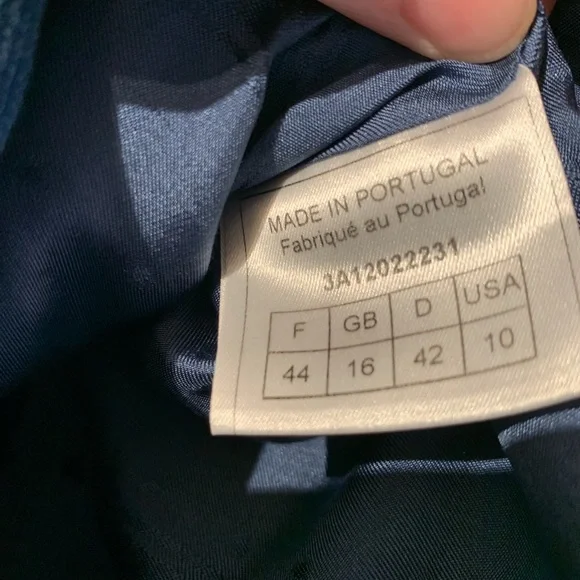 MADE IN PORTUGAL
Fabriqué au Portugal
3A12022231
F GB D USA
44 16 42 10